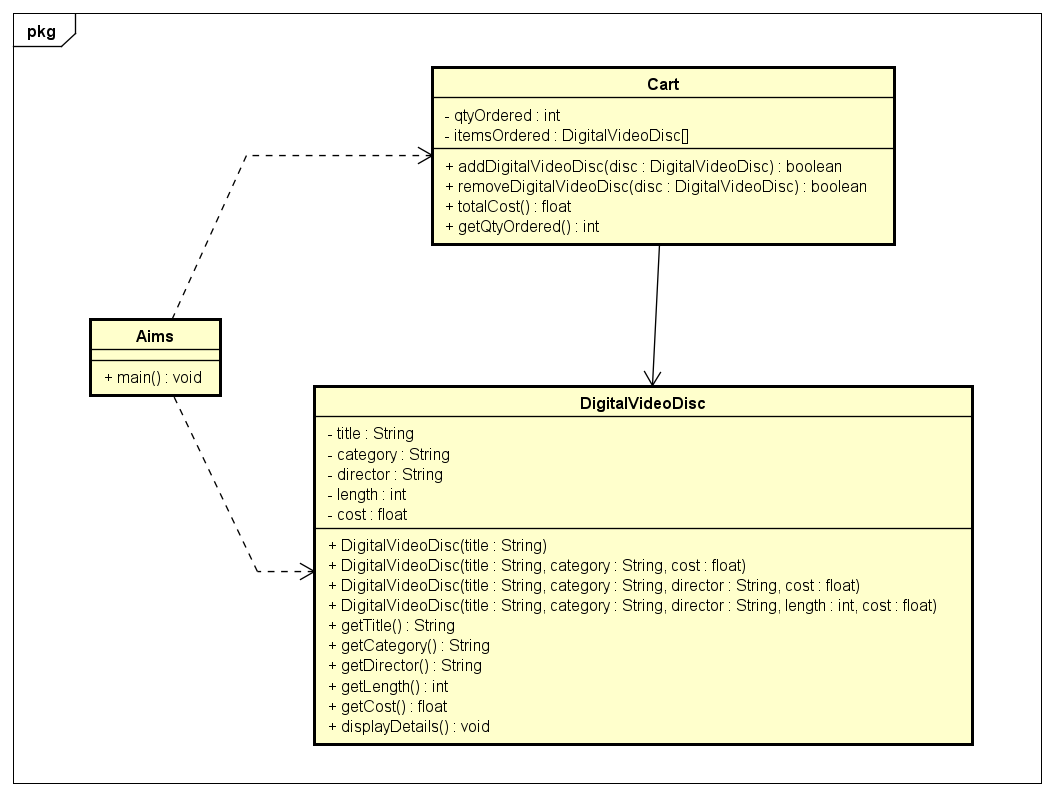 pkg
Cart
- qtyOrdered : int
- itemsOrdered : DigitalVideoDisc[]
+ addDigitalVideoDisc(disc : DigitalVideoDisc) : boolean
+ removeDigitalVideoDisc(disc : DigitalVideoDisc) : boolean
+ totalCost() : float
+ getQtyOrdered() : int
Aims
+ main() : void
DigitalVideoDisc
- title : String
- category : String
- director : String
- length : int
- cost : float
+ DigitalVideoDisc(title : String)
+ DigitalVideoDisc(title : String, category : String, cost : float)
+ DigitalVideoDisc(title : String, category : String, director : String, cost : float)
+ DigitalVideoDisc(title : String, category : String, director : String, length : int, cost : float)
+ getTitle() : String
+ getCategory() : String
+ getDirector() : String
+ getLength() : int
+ getCost() : float
+ displayDetails() : void